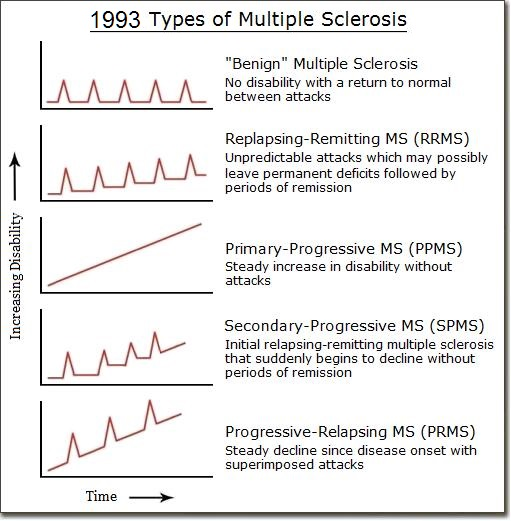 1993 Types of Multiple Sclerosis
"Benign" Multiple Sclerosis
No disability with a return to normal
between attacks
Replapsing-Remitting MS (RRMS)
Unpredictable attacks which may possibly
leave permanent deficits followed by
periods of remission
Primary-Progressive MS (PPMS)
Steady increase in disability without
attacks
Secondary-Progressive MS (SPMS)
Initial relapsing-remitting multiple sclerosis
that suddenly begins to decline without
periods of remission
Progressive-Relapsing MS (PRMS)
Steady decline since disease onset with
superimposed attacks
Increasing Disability
Time